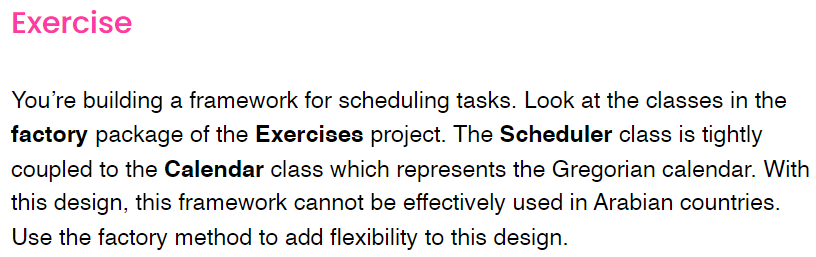 Exercise
You’re building a framework for scheduling tasks. Look at the classes in the
factory package of the Exercises project. The Scheduler class is tightly
coupled to the Calendar class which represents the Gregorian calendar. With
this design, this framework cannot be effectively used in Arabian countries.
Use the factory method to add flexibility to this design.